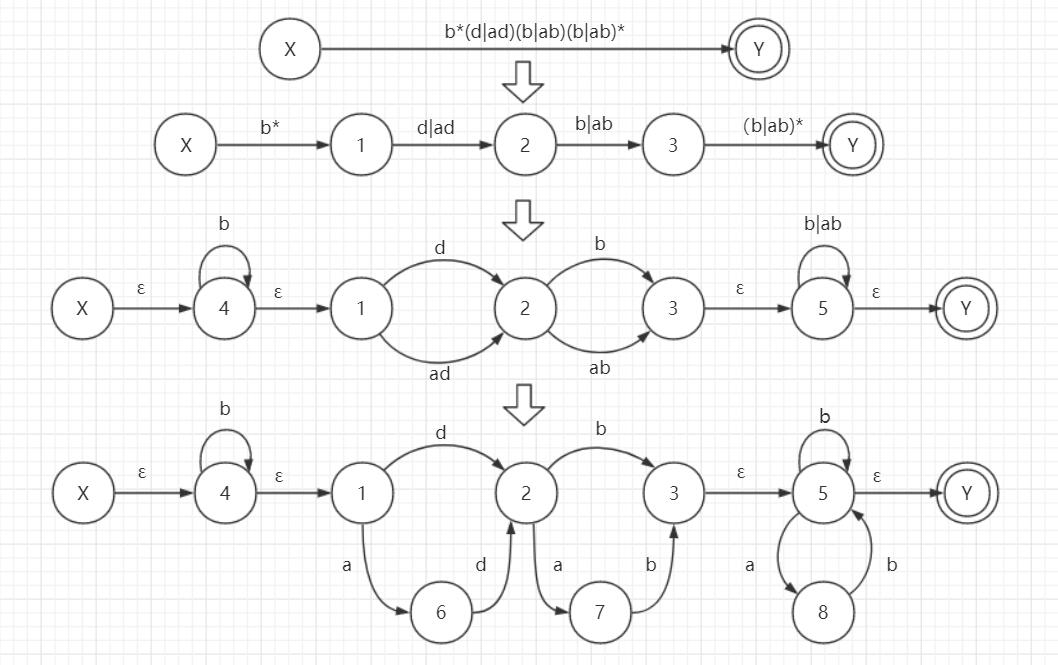 b*(d|ad)(b|ab)(b|ab)*
X Y
b* d|ad b|ab (b|ab)*
X 1 2 3 Y
b b|ab
d b
ε ε ε ε
X 4 1 2 3 5 Y
ad ab
b d b b
ε ε ε ε
X 4 1 2 3 5 Y
a d a b a b
6 7 8